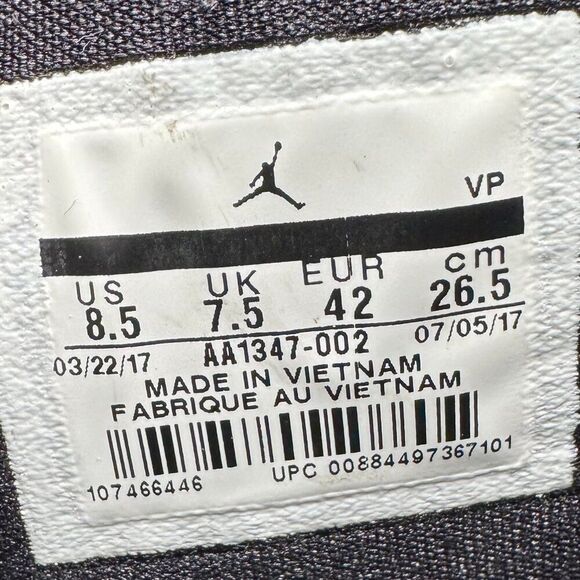 VP
US UK EUR cm
8.5 7.5 42 26.5
03/22/17 AA1347-002 07/05/17
MADE IN VIETNAM
FABRIQUE AU VIETNAM
107466446 UPC 00884497367101